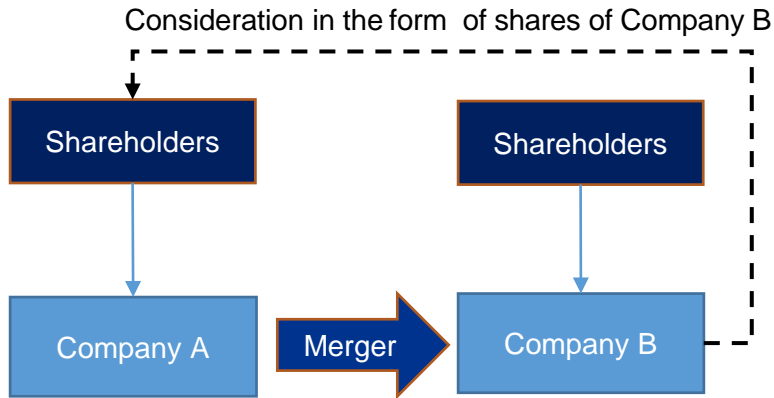 Consideration in the form of shares of Company B
Shareholders
Shareholders
Company A
Merger
Company B